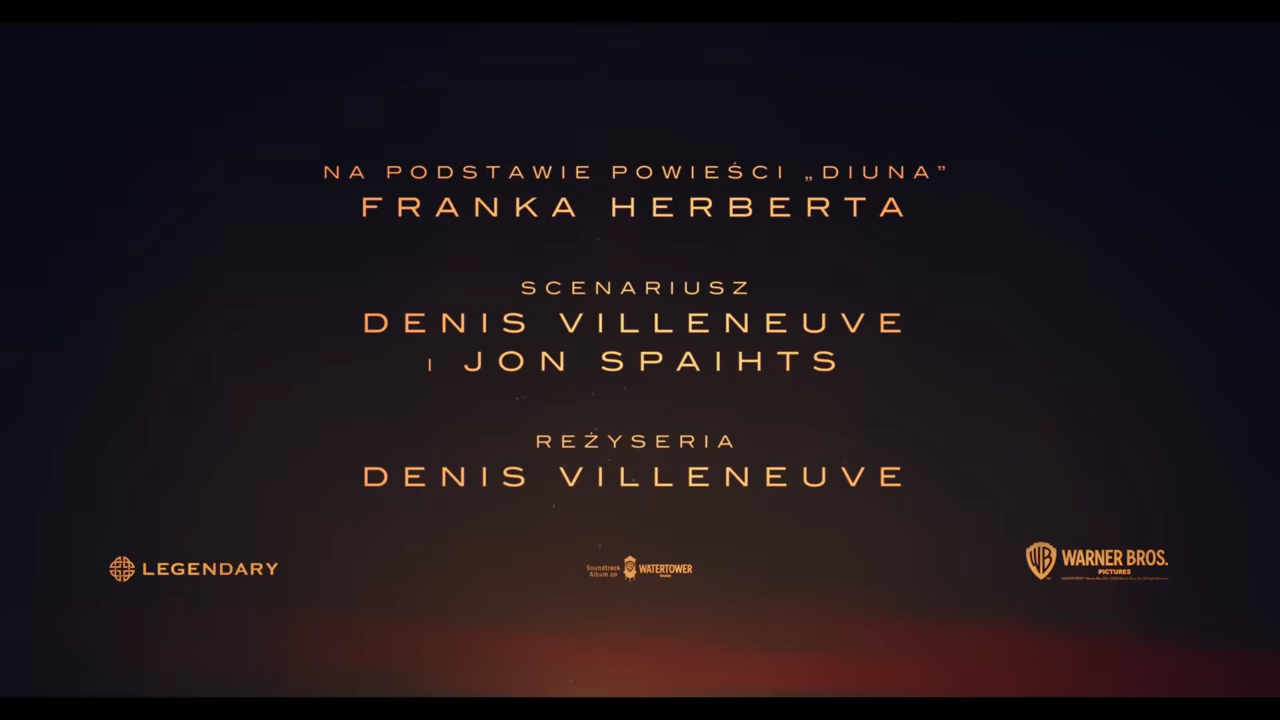 NA PODSTAWIE POWIEŚCI „DIUNA”
FRANKA HERBERTA
SCENARIUSZ
DENIS VILLENEUVE
I JON SPAIHTS
REŻYSERIA
DENIS VILLENEUVE
LEGENDARY
Soundtrack
Album on
WATERTOWER
WB
WARNER BROS.
PICTURES